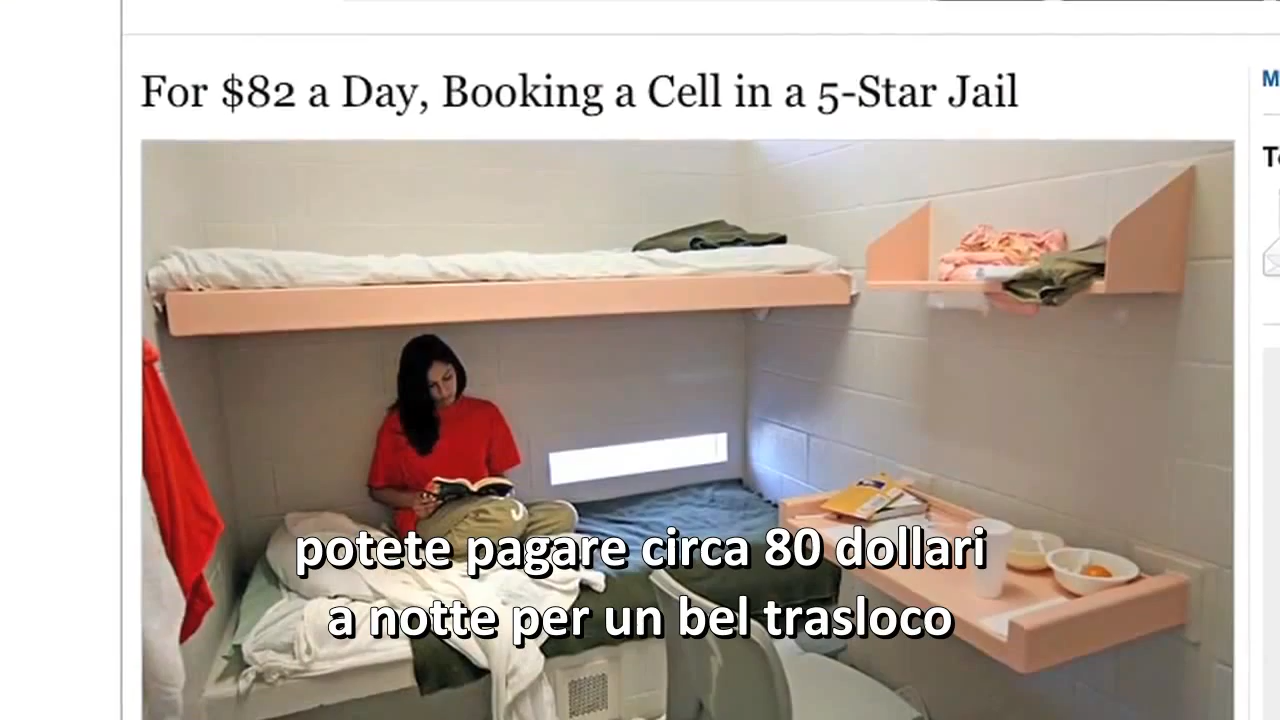 For $82 a Day, Booking a Cell in a 5-Star Jail
potete pagare circa 80 dollari
a notte per un bel trasloco